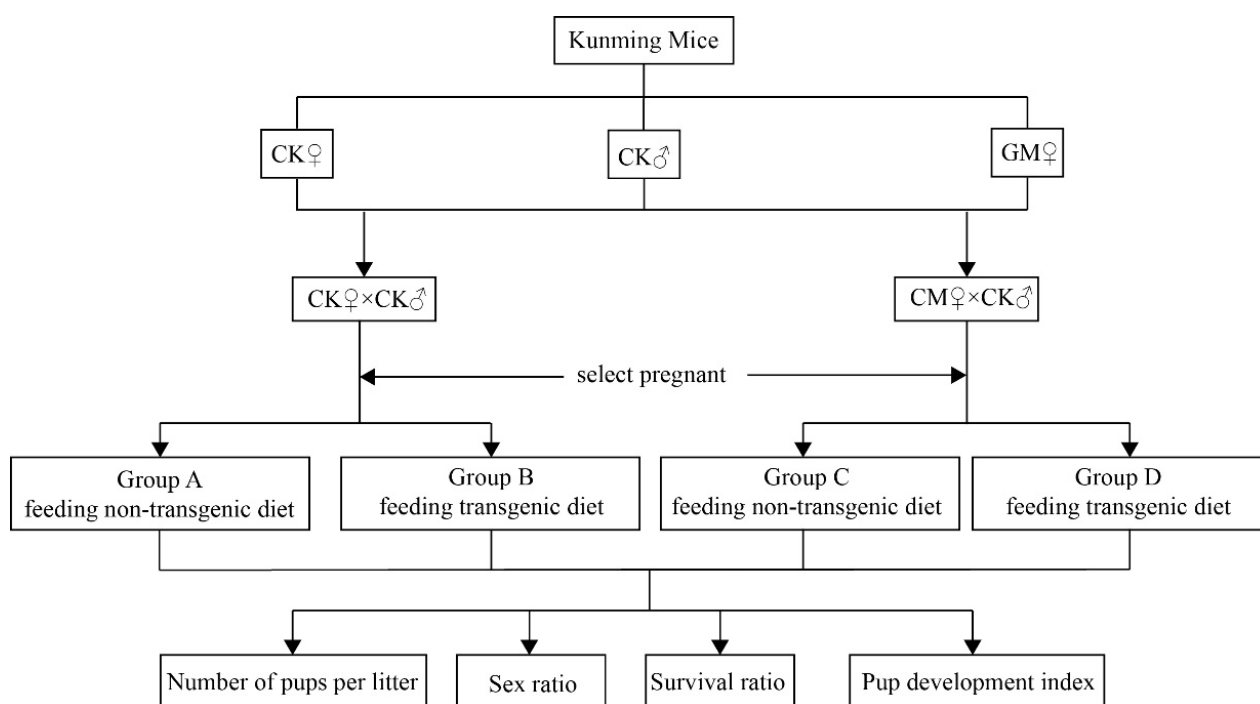 Kunming Mice
CK♀
CK♂
GM♀
CK♀×CK♂
CM♀×CK♂
select pregnant
Group A
feeding non-transgenic diet
Group B
feeding transgenic diet
Group C
feeding non-transgenic diet
Group D
feeding transgenic diet
Number of pups per litter
Sex ratio
Survival ratio
Pup development index